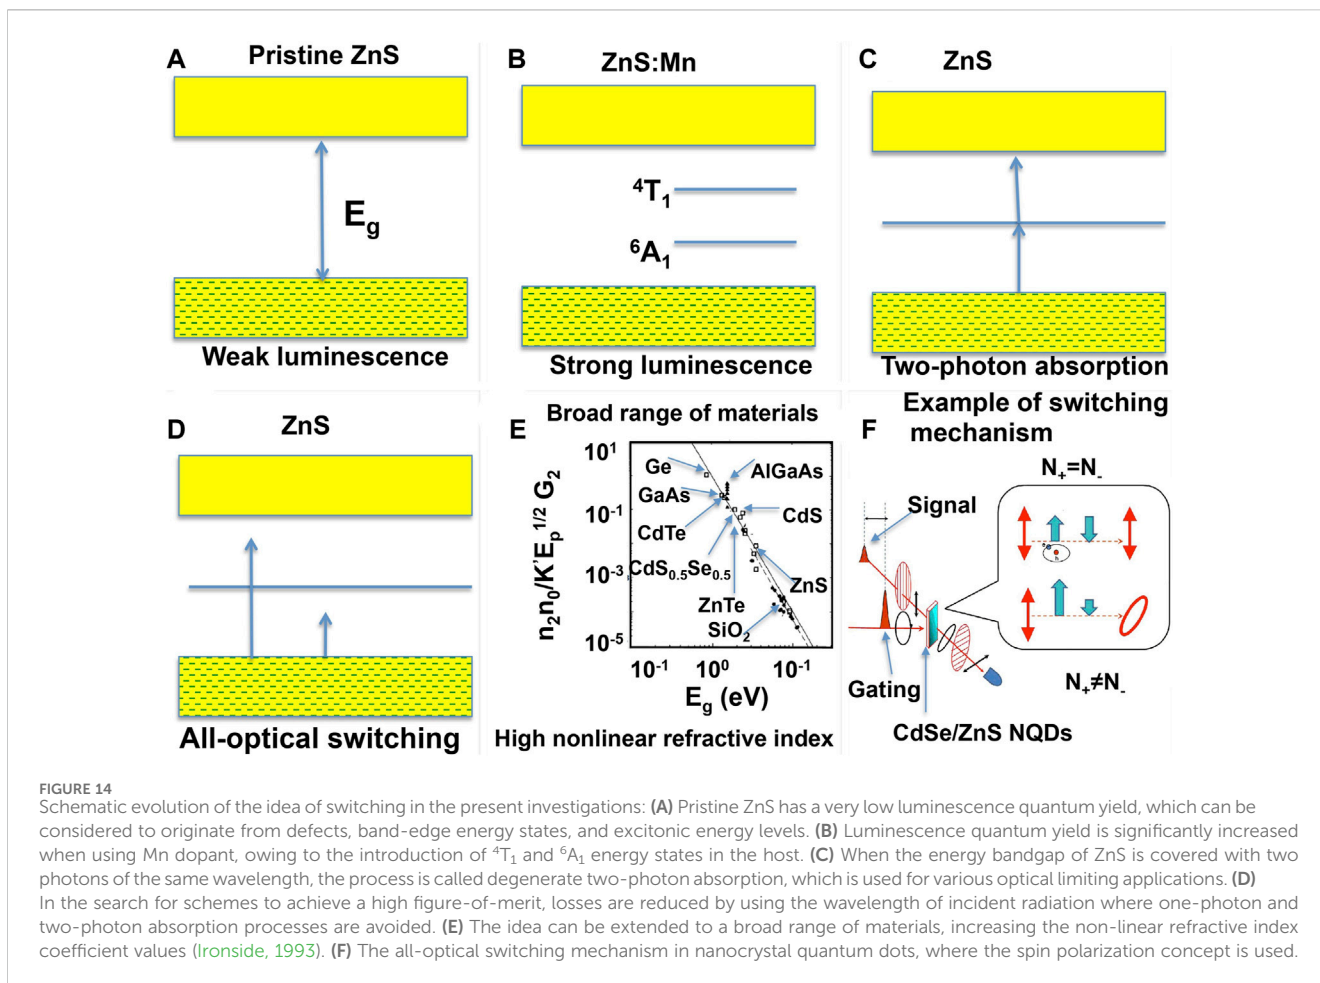 A
Pristine ZnS
E_g
Weak luminescence
B
ZnS:Mn
⁴T₁
⁶A₁
Strong luminescence
C
ZnS
Two-photon absorption
D
ZnS
All-optical switching
E
Broad range of materials
n₂n₀/K'E_p^1/2 G₂
10¹
10⁻¹
10⁻³
10⁻⁵
Ge
GaAs
CdTe
CdS₀.₅Se₀.₅
ZnTe
SiO₂
AlGaAs
CdS
ZnS
10⁻¹
10⁰
10⁻¹
E_g (eV)
High nonlinear refractive index
Example of switching
mechanism
F
Signal
Gating
CdSe/ZnS NQDs
N₊=N₋
N₊≠N₋
FIGURE 14
Schematic evolution of the idea of switching in the present investigations: (A) Pristine ZnS has a very low luminescence quantum yield, which can be
considered to originate from defects, band-edge energy states, and excitonic energy levels. (B) Luminescence quantum yield is significantly increased
when using Mn dopant, owing to the introduction of ⁴T₁ and ⁶A₁ energy states in the host. (C) When the energy bandgap of ZnS is covered with two
photons of the same wavelength, the process is called degenerate two-photon absorption, which is used for various optical limiting applications. (D)
In the search for schemes to achieve a high figure-of-merit, losses are reduced by using the wavelength of incident radiation where one-photon and
two-photon absorption processes are avoided. (E) The idea can be extended to a broad range of materials, increasing the non-linear refractive index
coefficient values (Ironside, 1993). (F) The all-optical switching mechanism in nanocrystal quantum dots, where the spin polarization concept is used.